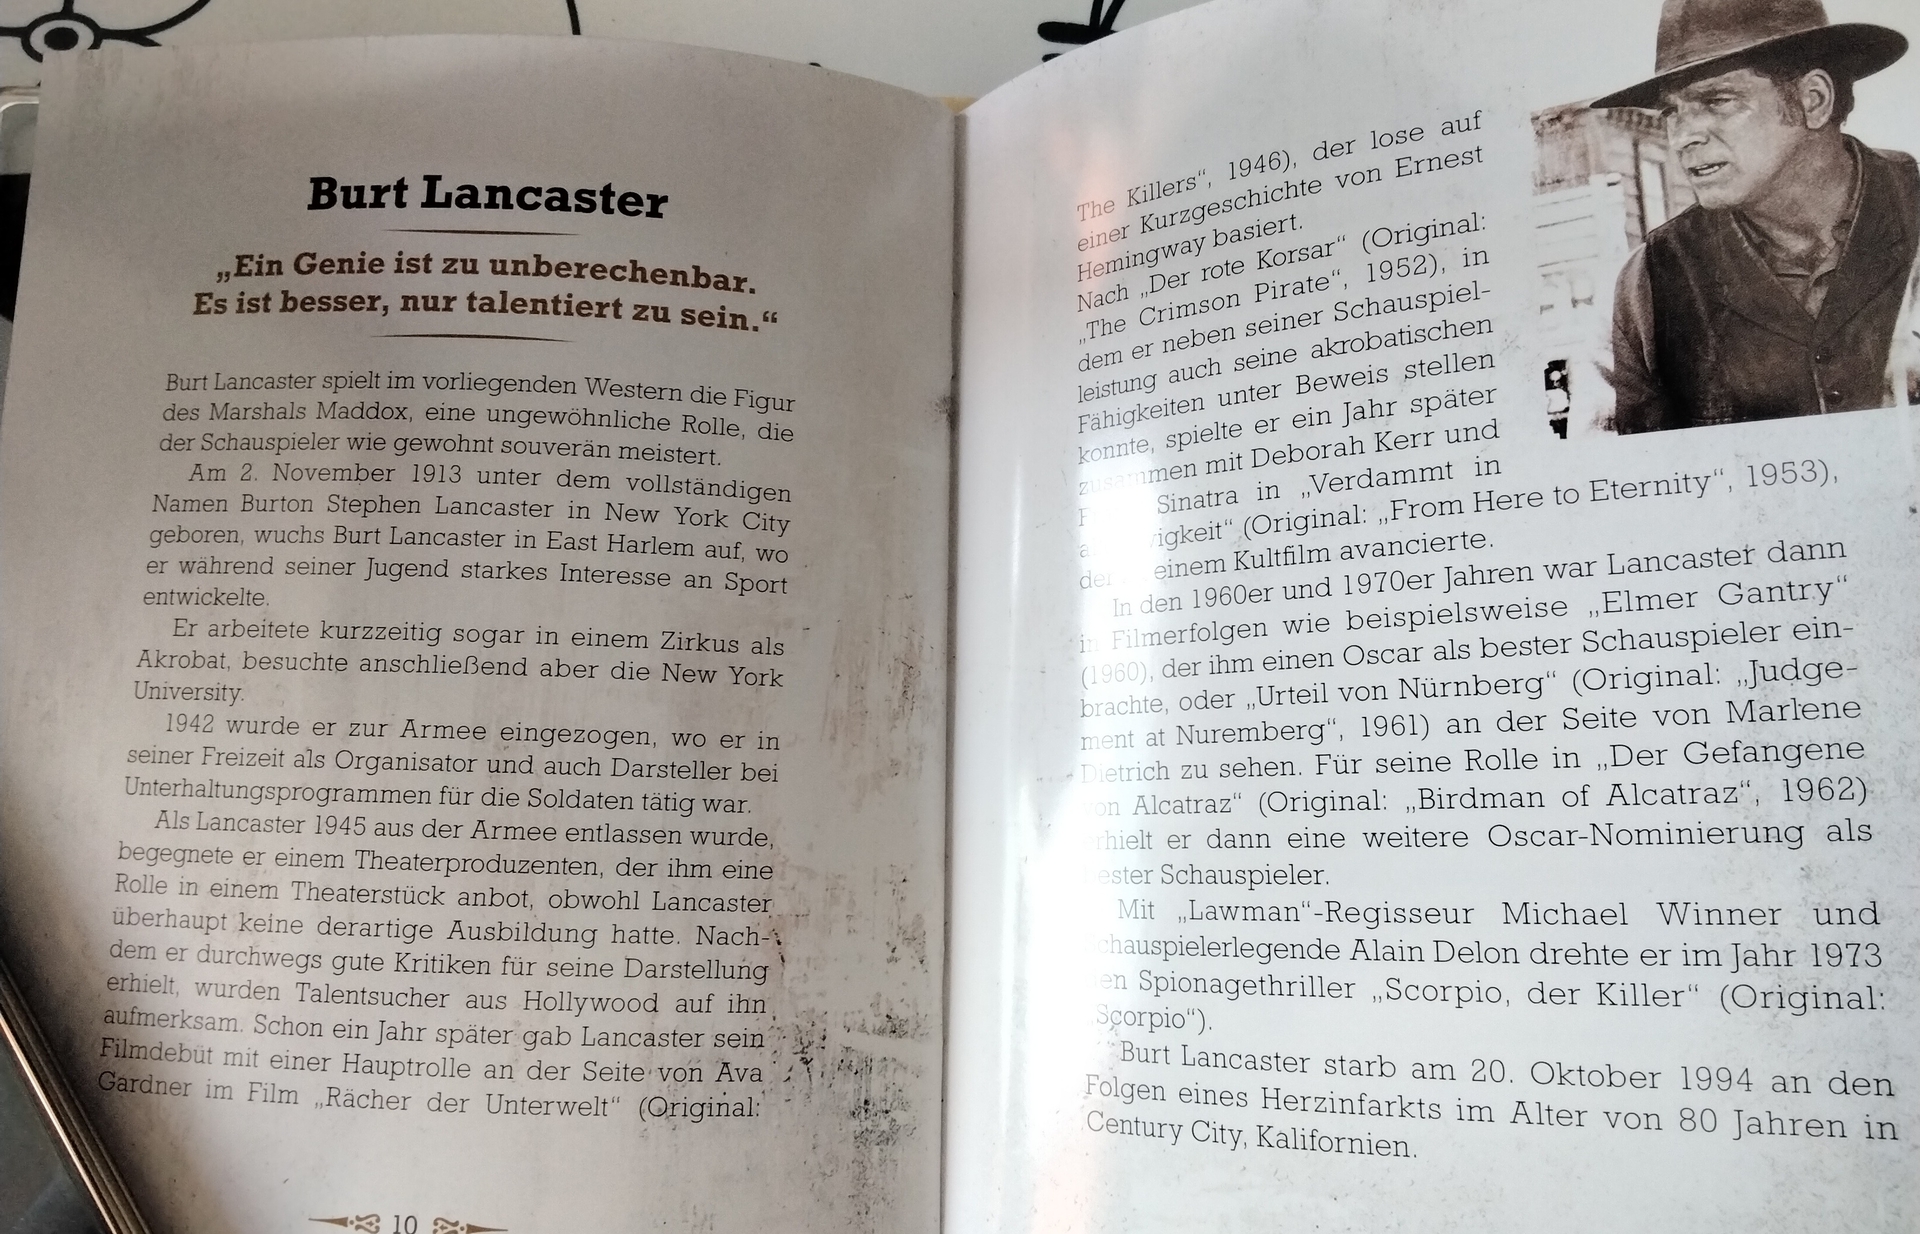 Burt Lancaster
„Ein Genie ist zu unberechenbar.
Es ist besser, nur talentiert zu sein.“
Burt Lancaster spielt im vorliegenden Western die Figur
des Marshals Maddox, eine ungewöhnliche Rolle, die
der Schauspieler wie gewohnt souverän meistert.
Am 2. November 1913 unter dem vollständigen
Namen Burton Stephen Lancaster in New York City
geboren, wuchs Burt Lancaster in East Harlem auf, wo
er während seiner Jugend starkes Interesse an Sport
entwickelte.
Er arbeitete kurzzeitig sogar in einem Zirkus als
Akrobat, besuchte anschließend aber die New York
University.
1942 wurde er zur Armee eingezogen, wo er in
seiner Freizeit als Organisator und auch Darsteller bei
Unterhaltungsprogrammen für die Soldaten tätig war.
Als Lancaster 1945 aus der Armee entlassen wurde,
begegnete er einem Theaterproduzenten, der ihm eine
Rolle in einem Theaterstück anbot, obwohl Lancaster
überhaupt keine derartige Ausbildung hatte. Nach-
dem er durchwegs gute Kritiken für seine Darstellung
erhielt, wurden Talentsucher aus Hollywood auf ihn
aufmerksam. Schon ein Jahr später gab Lancaster sein
Filmdebüt mit einer Hauptrolle an der Seite von Ava
Gardner im Film „Rächer der Unterwelt“ (Original:
10
The Killers“, 1946), der lose auf
einer Kurzgeschichte von Ernest
Hemingway basiert.
Nach „Der rote Korsar“ (Original:
„The Crimson Pirate“, 1952), in
dem er neben seiner Schauspiel-
leistung auch seine akrobatischen
Fähigkeiten unter Beweis stellen
konnte, spielte er ein Jahr später
zusammen mit Deborah Kerr und
Sinatra in „Verdammt in
(Original: „From Here to Eternity“, 1953),
einem Kultfilm avancierte.
In den 1960er und 1970er Jahren war Lancaster dann
in Filmerfolgen wie beispielsweise „Elmer Gantry“
(1960), der ihm einen Oscar als bester Schauspieler ein-
brachte, oder „Urteil von Nürnberg“ (Original: „Judge-
ment at Nuremberg“, 1961) an der Seite von Marlene
Dietrich zu sehen. Für seine Rolle in „Der Gefangene
von Alcatraz“ (Original: „Birdman of Alcatraz“, 1962)
erhielt er dann eine weitere Oscar-Nominierung als
bester Schauspieler.
Mit „Lawman“-Regisseur Michael Winner und
Schauspielerlegende Alain Delon drehte er im Jahr 1973
den Spionagethriller „Scorpio, der Killer“ (Original:
„Scorpio“).
Burt Lancaster starb am 20. Oktober 1994 an den
Folgen eines Herzinfarkts im Alter von 80 Jahren in
Century City, Kalifornien.